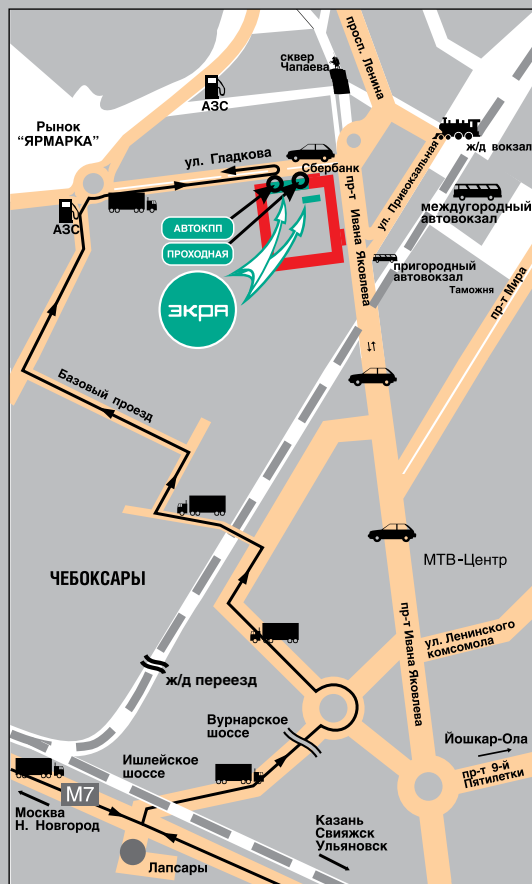 просп. Ленина
сквер
Чапаева
АЗС
Рынок
"ЯРМАРКА"
ж/д вокзал
ул. Гладкова
Сбербанк
ул. Привокзальная
междугородный
автовокзал
АЗС
АВТОКПП
ПРОХОДНАЯ
пр-т Ивана Яковлева
пригородный
автовокзал
Таможня
пр-т Мира
ЭКРА
Базовый проезд
МТВ-Центр
ЧЕБОКСАРЫ
пр-т Ивана Яковлева
ул. Ленинского
комсомола
ж/д переезд
Вурнарское
шоссе
Йошкар-Ола
Ишлейское
шоссе
пр-т 9-й
Пятилетки
М7
Москва
Н. Новгород
Казань
Свияжск
Ульяновск
Лапсары